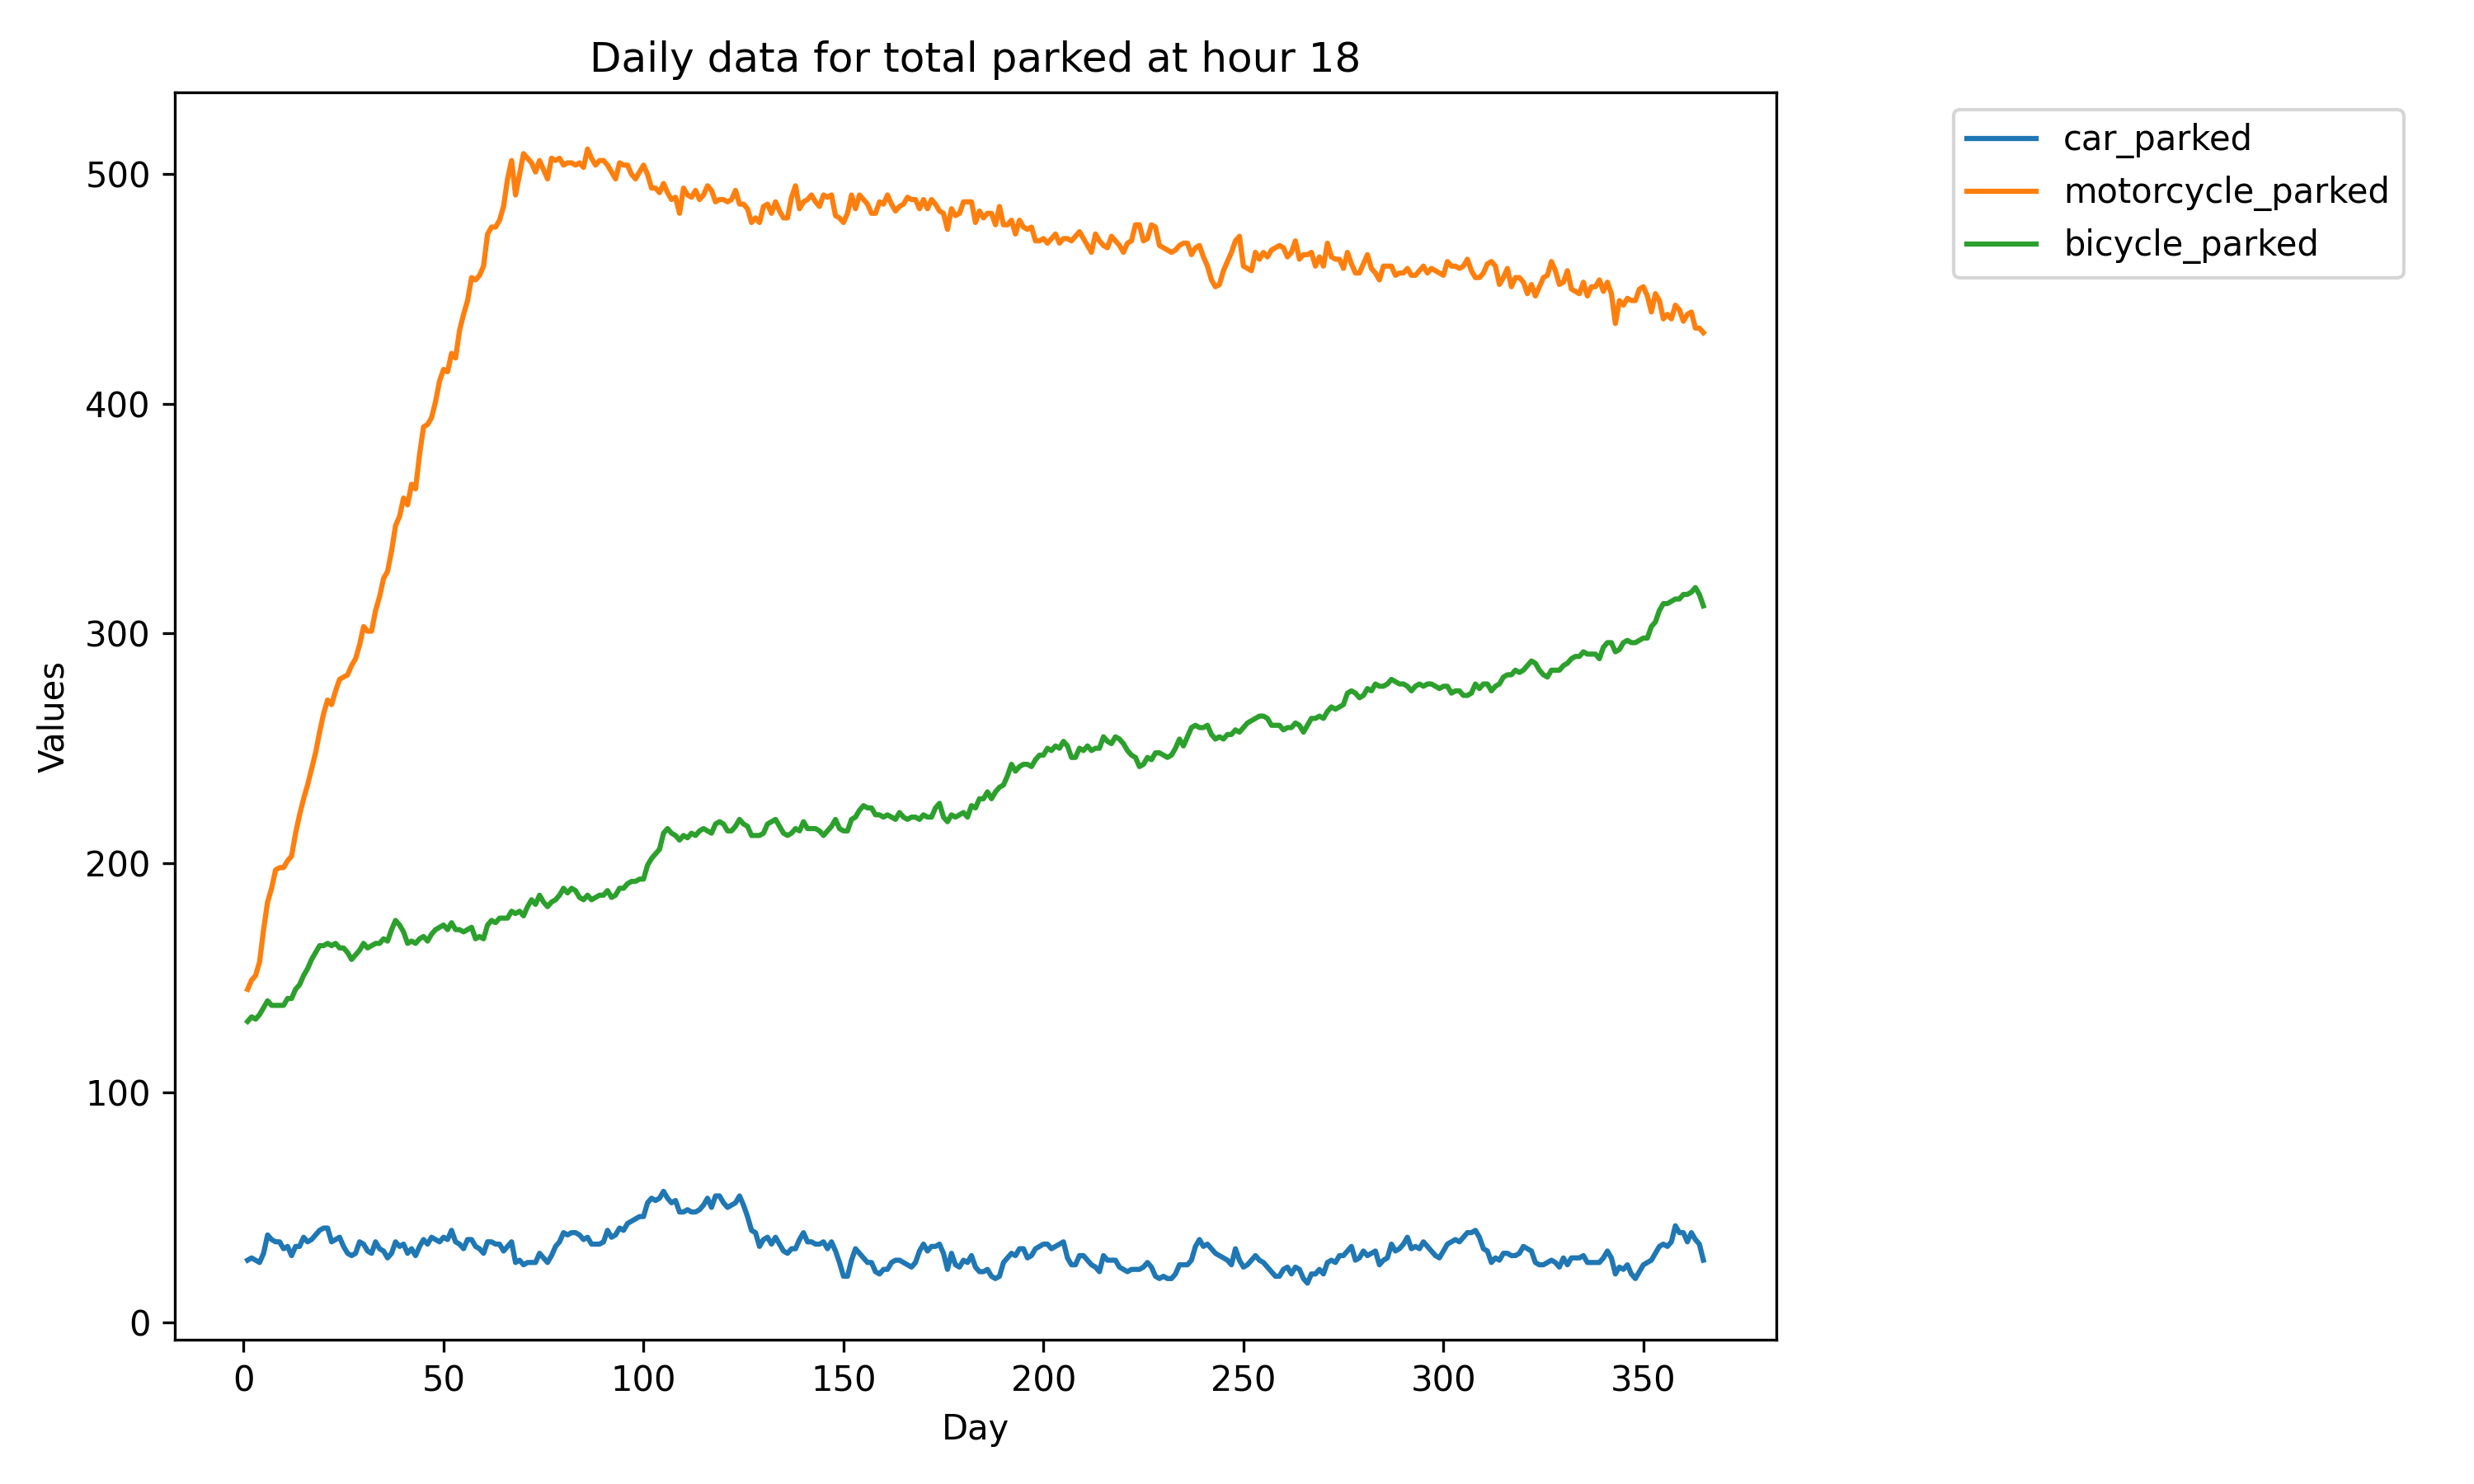 Daily data for total parked at hour 18
car_parked
motorcycle_parked
bicycle_parked
500
400
300
200
100
0
Values
0 50 100 150 200 250 300 350
Day